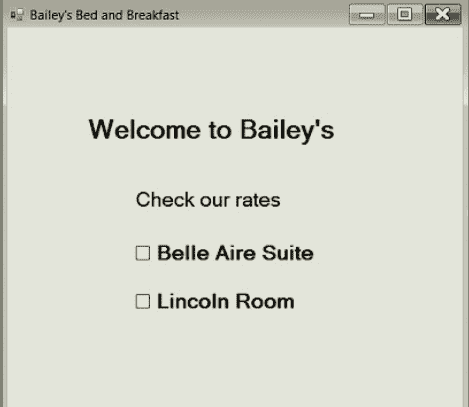 Bailey's Bed and Breakfast
Welcome to Bailey's
Check our rates
Belle Aire Suite
Lincoln Room